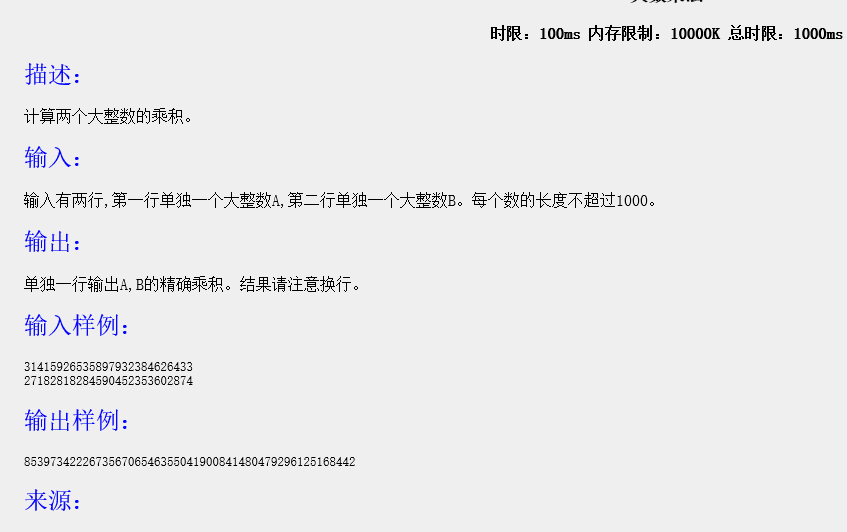 时限：100ms 内存限制：10000K 总时限：1000ms
描述：
计算两个大整数的乘积。
输入：
输入有两行,第一行单独一个大整数A,第二行单独一个大整数B。每个数的长度不超过1000。
输出：
单独一行输出A,B的精确乘积。结果请注意换行。
输入样例：
31415926535897932384626433
27182818284590452353602874
输出样例：
853973422267356706546355041900841480479296125168442
来源：